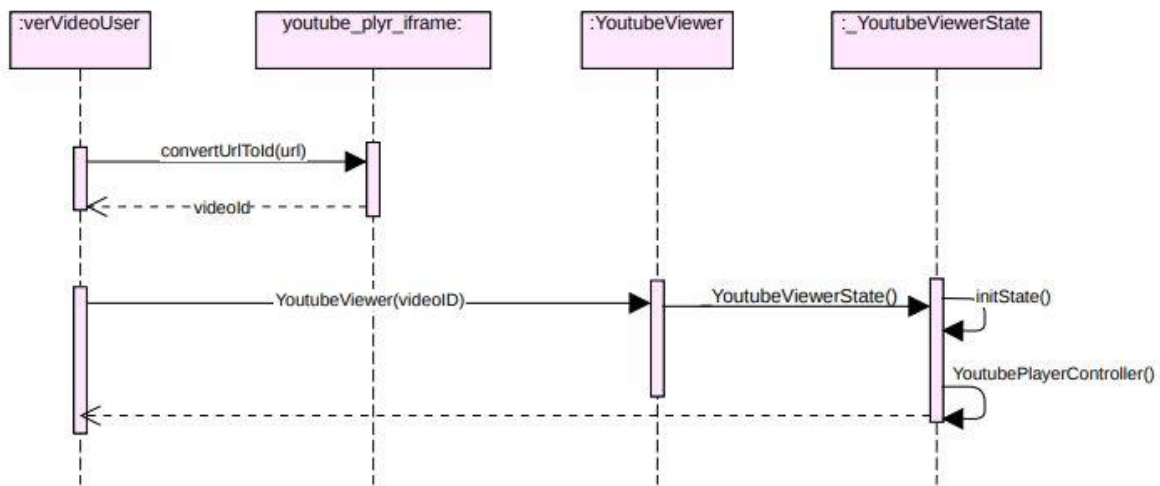 :verVideoUser
youtube_plyr_iframe:
:YoutubeViewer
:_YoutubeViewerState
convertUrlToId(url)
videoId
YoutubeViewer(videoID)
_YoutubeViewerState()
initState()
YoutubePlayerController()